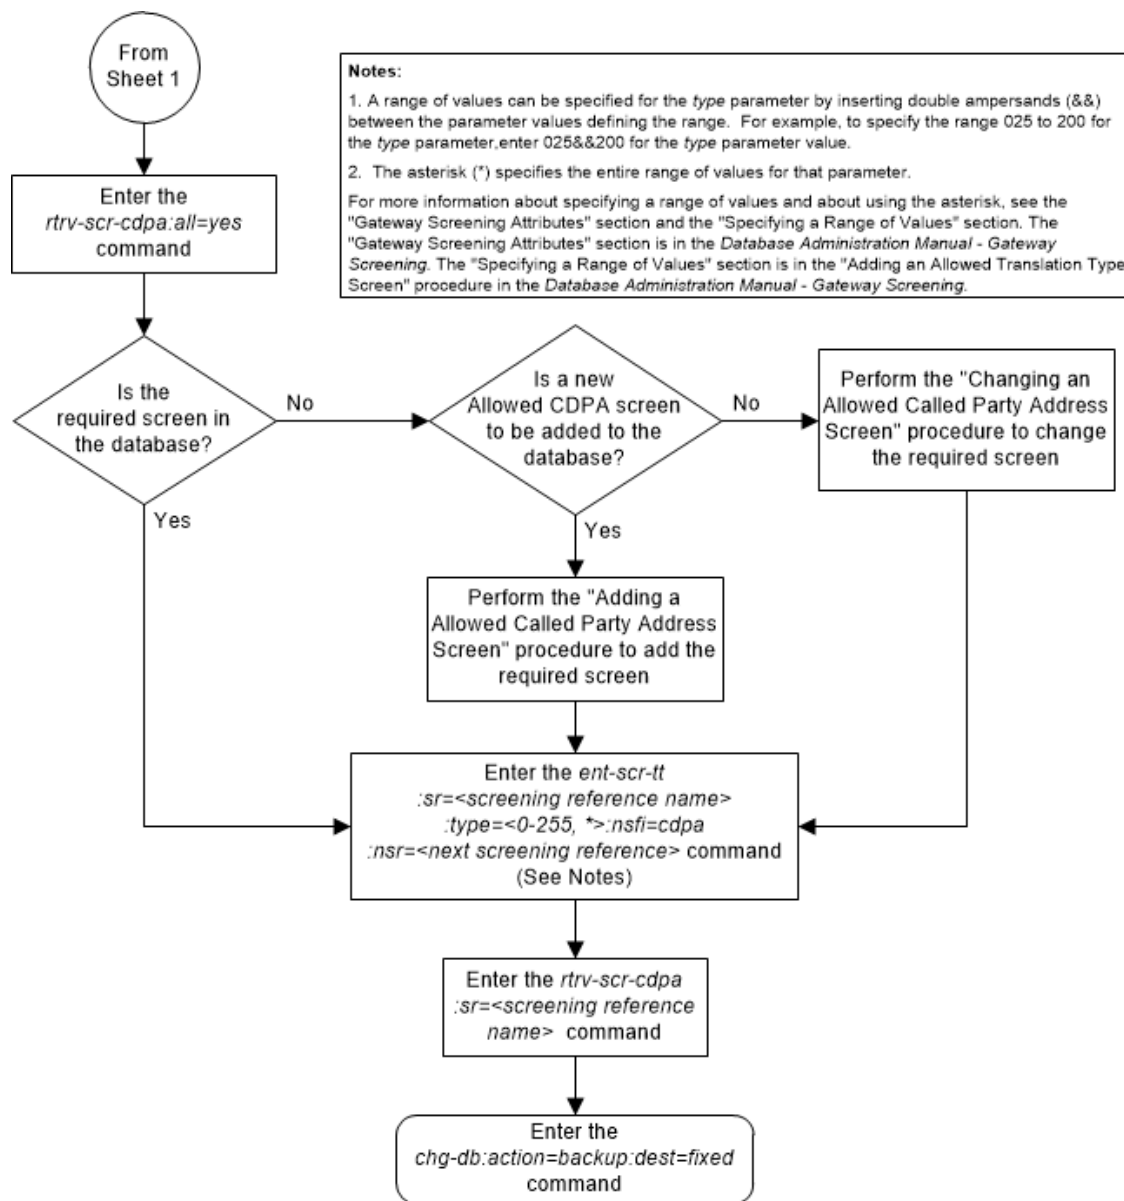 From
Sheet 1
Notes:
1. A range of values can be specified for the type parameter by inserting double ampersands (&&)
between the parameter values defining the range. For example, to specify the range 025 to 200 for
the type parameter,enter 025&&200 for the type parameter value.
2. The asterisk (*) specifies the entire range of values for that parameter.
For more information about specifying a range of values and about using the asterisk, see the
"Gateway Screening Attributes" section and the "Specifying a Range of Values" section. The
"Gateway Screening Attributes" section is in the Database Administration Manual - Gateway
Screening. The "Specifying a Range of Values" section is in the "Adding an Allowed Translation Type
Screen" procedure in the Database Administration Manual - Gateway Screening.
Enter the
rtrv-scr-cdpa:all=yes
command
Is the
required screen in
the database?
No
Yes
Is a new
Allowed CDPA screen
to be added to the
database?
No
Yes
Perform the "Changing an
Allowed Called Party Address
Screen" procedure to change
the required screen
Perform the "Adding a
Allowed Called Party Address
Screen" procedure to add the
required screen
Enter the ent-scr-tt
:sr=<screening reference name>
:type=<0-255, *>:nsfi=cdpa
:nsr=<next screening reference> command
(See Notes)
Enter the rtrv-scr-cdpa
:sr=<screening reference
name> command
Enter the
chg-db:action=backup:dest=fixed
command